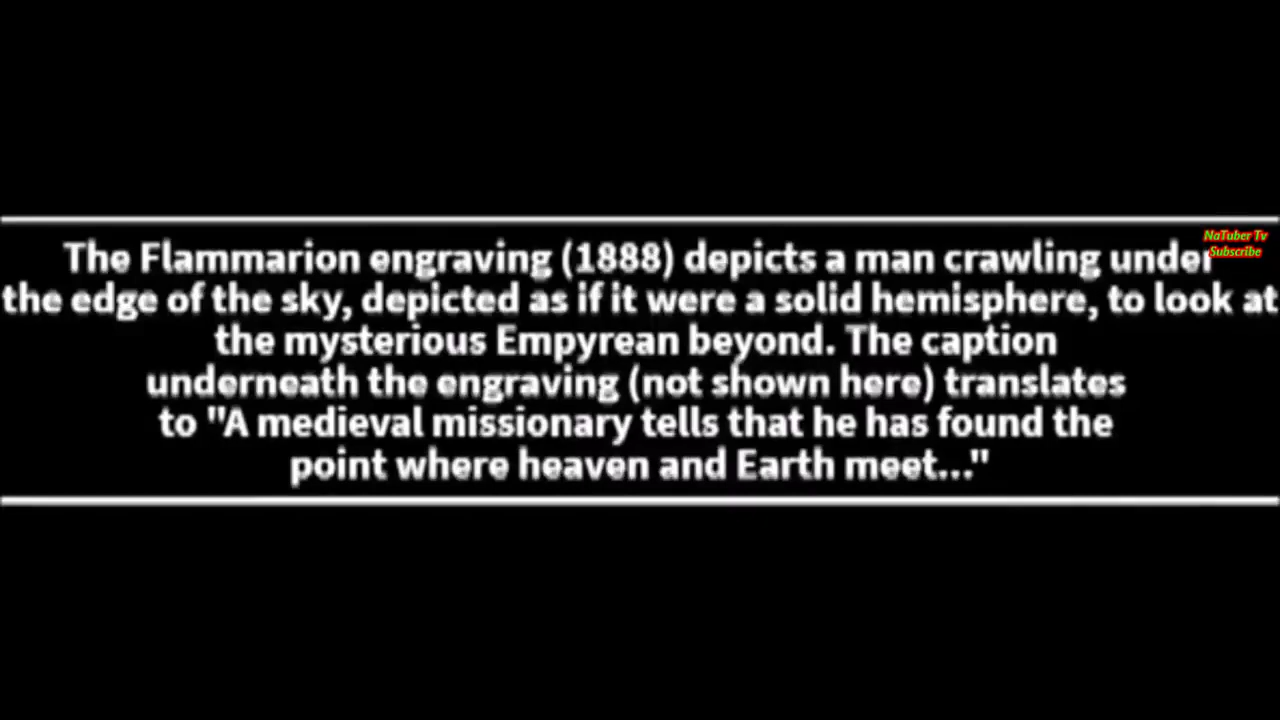 The Flammarion engraving (1888) depicts a man crawling under
the edge of the sky, depicted as if it were a solid hemisphere, to look at
the mysterious Empyrean beyond. The caption
underneath the engraving (not shown here) translates
to "A medieval missionary tells that he has found the
point where heaven and Earth meet..."
NaTuber Tv
Subscribe